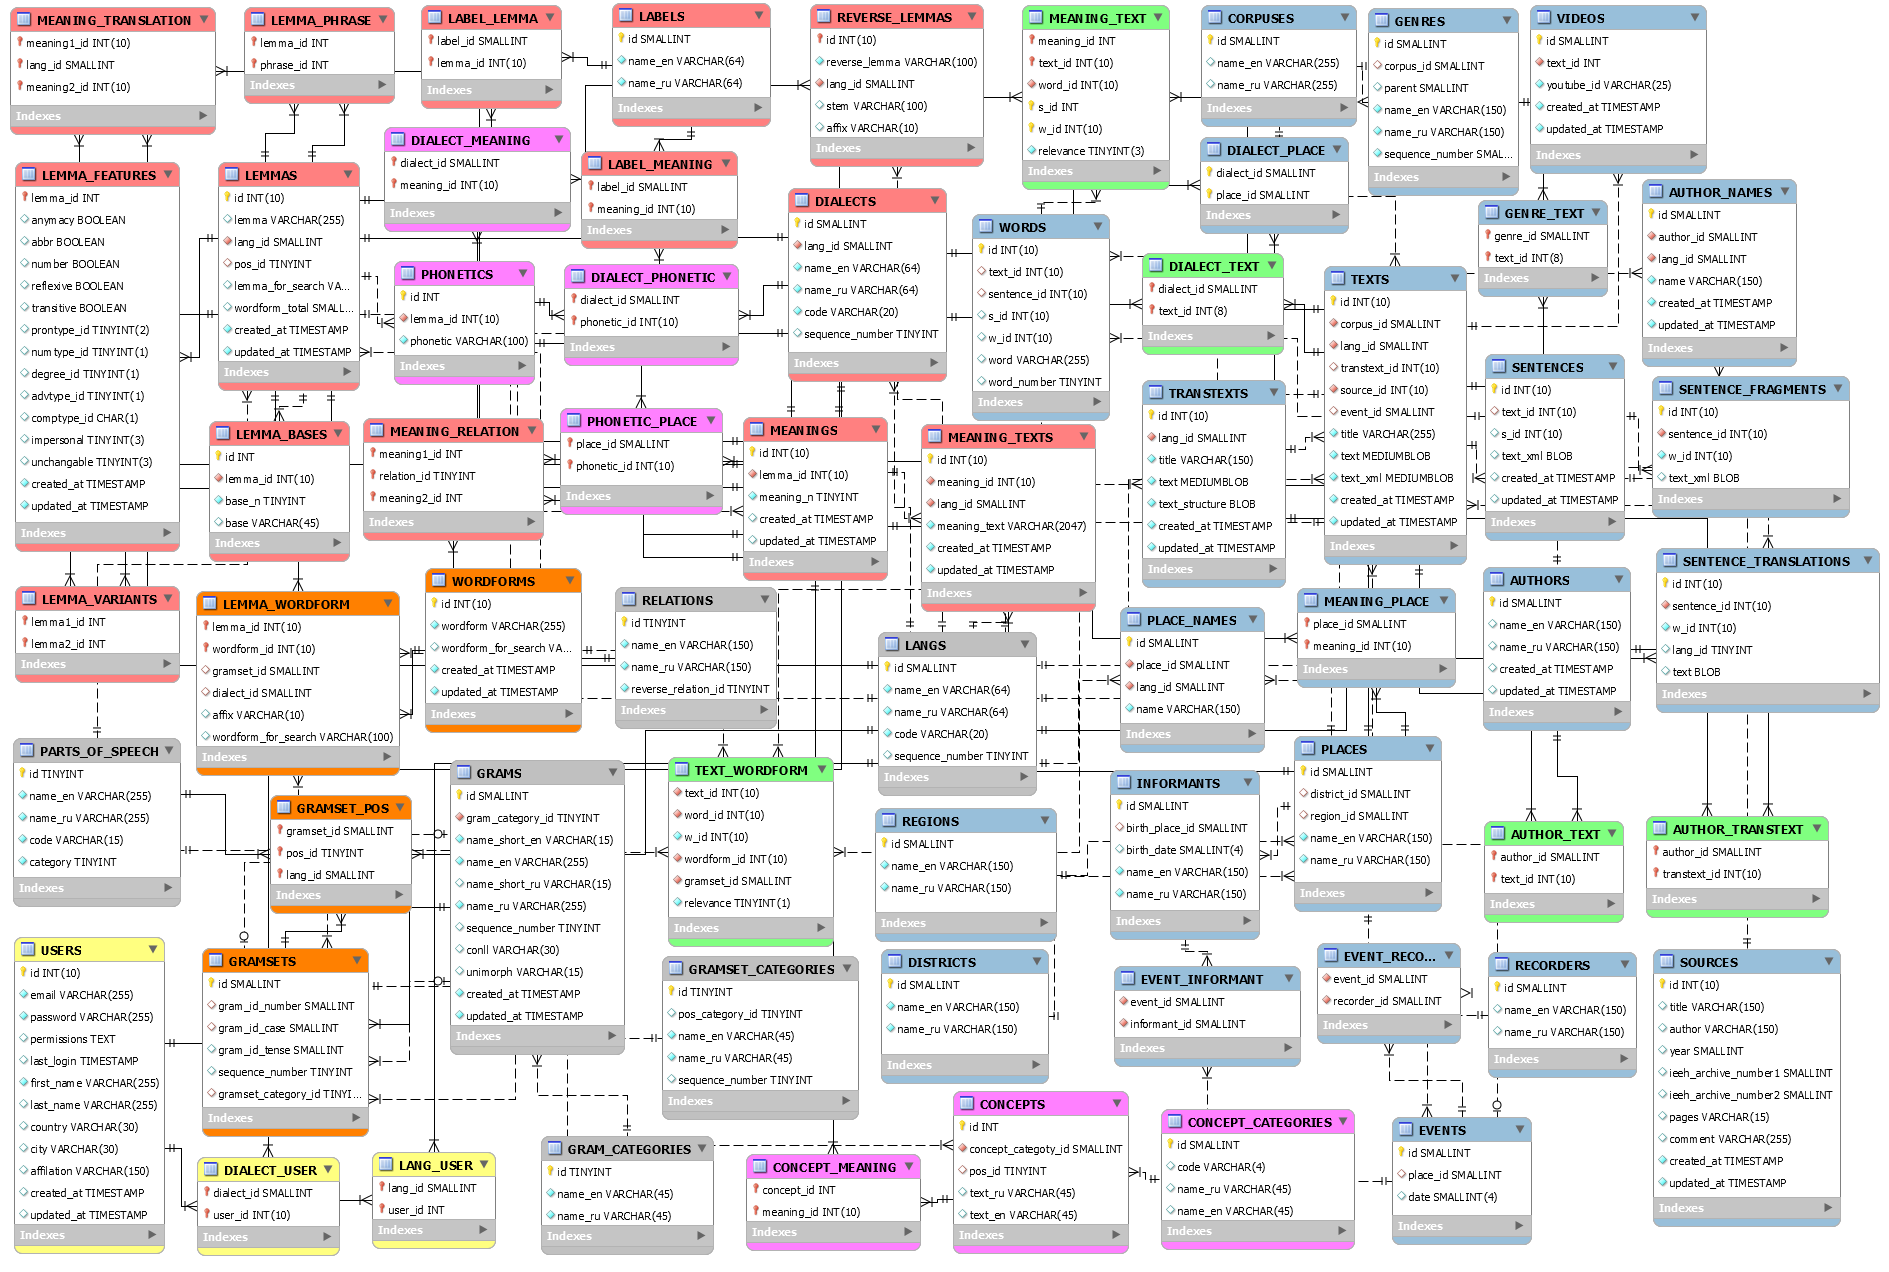 MEANING_TRANSLATION
meaning1_id INT(10)
lang_id SMALLINT
meaning2_id INT(10)
Indexes
LEMMA_PHRASE
lemma_id INT
phrase_id INT
Indexes
LABEL_LEMMA
label_id SMALLINT
lemma_id INT(10)
Indexes
LABELS
id SMALLINT
name_en VARCHAR(64)
name_ru VARCHAR(64)
Indexes
REVERSE_LEMMAS
id INT(10)
reverse_lemma VARCHAR(100)
lang_id SMALLINT
stem VARCHAR(100)
affix VARCHAR(10)
Indexes
MEANING_TEXT
meaning_id INT
text_id INT(10)
word_id INT(10)
s_id INT
w_id INT(10)
relevance TINYINT(3)
Indexes
CORPUSES
id SMALLINT
name_en VARCHAR(255)
name_ru VARCHAR(255)
Indexes
GENRES
id SMALLINT
corpus_id SMALLINT
parent SMALLINT
name_en VARCHAR(150)
name_ru VARCHAR(150)
sequence_number SMAL...
Indexes
VIDEOS
id SMALLINT
text_id INT
youtube_id VARCHAR(25)
created_at TIMESTAMP
updated_at TIMESTAMP
Indexes
LEMMA_FEATURES
lemma_id INT
anymacy BOOLEAN
abbr BOOLEAN
number BOOLEAN
reflexive BOOLEAN
transitive BOOLEAN
prontype_id TINYINT(2)
numtype_id TINYINT(1)
degree_id TINYINT(1)
advtype_id TINYINT(1)
comptype_id CHAR(1)
impersonal TINYINT(3)
unchangable TINYINT(3)
created_at TIMESTAMP
updated_at TIMESTAMP
Indexes
LEMMAS
id INT(10)
lemma VARCHAR(255)
lang_id SMALLINT
pos_id TINYINT
lemma_for_search VA...
wordform_total SMALL...
created_at TIMESTAMP
updated_at TIMESTAMP
Indexes
DIALECT_MEANING
dialect_id SMALLINT
meaning_id INT(10)
Indexes
LABEL_MEANING
label_id SMALLINT
meaning_id INT(10)
Indexes
DIALECTS
id SMALLINT
lang_id SMALLINT
name_en VARCHAR(64)
name_ru VARCHAR(64)
code VARCHAR(20)
sequence_number TINYINT
Indexes
WORDS
id INT(10)
text_id INT(10)
sentence_id INT(10)
s_id INT(10)
w_id INT(10)
word VARCHAR(255)
word_number TINYINT
Indexes
DIALECT_PLACE
dialect_id SMALLINT
place_id SMALLINT
Indexes
GENRE_TEXT
genre_id SMALLINT
text_id INT(8)
Indexes
AUTHOR_NAMES
id SMALLINT
author_id SMALLINT
lang_id SMALLINT
name VARCHAR(150)
created_at TIMESTAMP
updated_at TIMESTAMP
Indexes
PHONETICS
id INT
lemma_id INT(10)
phonetic VARCHAR(100)
Indexes
DIALECT_PHONETIC
dialect_id SMALLINT
phonetic_id INT(10)
Indexes
DIALECT_TEXT
dialect_id SMALLINT
text_id INT(8)
Indexes
TEXTS
id INT(10)
corpus_id SMALLINT
lang_id SMALLINT
transtext_id INT(10)
source_id INT(10)
event_id SMALLINT
title VARCHAR(255)
text MEDIUMBLOB
text_xml MEDIUMBLOB
created_at TIMESTAMP
updated_at TIMESTAMP
Indexes
SENTENCES
id INT(10)
text_id INT(10)
s_id INT(10)
text_xml BLOB
created_at TIMESTAMP
updated_at TIMESTAMP
Indexes
SENTENCE_FRAGMENTS
id INT(10)
sentence_id INT(10)
w_id INT(10)
text_xml BLOB
Indexes
LEMMA_BASES
id INT
lemma_id INT(10)
base_n TINYINT
base VARCHAR(45)
Indexes
MEANING_RELATION
meaning1_id INT
relation_id TINYINT
meaning2_id INT
Indexes
PHONETIC_PLACE
place_id SMALLINT
phonetic_id INT(10)
Indexes
MEANINGS
id INT(10)
lemma_id INT(10)
meaning_n TINYINT
created_at TIMESTAMP
updated_at TIMESTAMP
Indexes
MEANING_TEXTS
id INT(10)
meaning_id INT(10)
lang_id SMALLINT
meaning_text VARCHAR(2047)
created_at TIMESTAMP
updated_at TIMESTAMP
Indexes
TRANSTEXTS
id INT(10)
lang_id SMALLINT
title VARCHAR(150)
text MEDIUMBLOB
text_structure BLOB
created_at TIMESTAMP
updated_at TIMESTAMP
Indexes
LEMMA_VARIANTS
lemma1_id INT
lemma2_id INT
Indexes
LEMMA_WORDFORM
lemma_id INT(10)
wordform_id INT(10)
gramset_id SMALLINT
dialect_id SMALLINT
affix VARCHAR(10)
wordform_for_search VARCHAR(100)
Indexes
WORDFORMS
id INT(10)
wordform VARCHAR(255)
wordform_for_search VA...
created_at TIMESTAMP
updated_at TIMESTAMP
Indexes
RELATIONS
id TINYINT
name_en VARCHAR(150)
name_ru VARCHAR(150)
reverse_relation_id TINYINT
Indexes
LANGS
id SMALLINT
name_en VARCHAR(64)
name_ru VARCHAR(64)
code VARCHAR(20)
sequence_number TINYINT
Indexes
PLACE_NAMES
id SMALLINT
place_id SMALLINT
lang_id SMALLINT
name VARCHAR(150)
Indexes
MEANING_PLACE
place_id SMALLINT
meaning_id INT(10)
Indexes
AUTHORS
id SMALLINT
name_en VARCHAR(150)
name_ru VARCHAR(150)
created_at TIMESTAMP
updated_at TIMESTAMP
Indexes
SENTENCE_TRANSLATIONS
id INT(10)
sentence_id INT(10)
w_id INT(10)
lang_id TINYINT
text BLOB
Indexes
PARTS_OF_SPEECH
id TINYINT
name_en VARCHAR(255)
name_ru VARCHAR(255)
code VARCHAR(15)
category TINYINT
Indexes
GRAMSET_POS
gramset_id SMALLINT
pos_id TINYINT
lang_id SMALLINT
Indexes
GRAMS
id SMALLINT
gram_category_id TINYINT
name_short_en VARCHAR(15)
name_en VARCHAR(255)
name_short_ru VARCHAR(15)
name_ru VARCHAR(255)
sequence_number TINYINT
conll VARCHAR(30)
unimorph VARCHAR(15)
created_at TIMESTAMP
updated_at TIMESTAMP
Indexes
TEXT_WORDFORM
text_id INT(10)
word_id INT(10)
w_id INT(10)
wordform_id INT(10)
gramset_id SMALLINT
relevance TINYINT(1)
Indexes
REGIONS
id SMALLINT
name_en VARCHAR(150)
name_ru VARCHAR(150)
Indexes
INFORMANTS
id SMALLINT
birth_place_id SMALLINT
birth_date SMALLINT(4)
name_en VARCHAR(150)
name_ru VARCHAR(150)
Indexes
PLACES
id SMALLINT
district_id SMALLINT
region_id SMALLINT
name_en VARCHAR(150)
name_ru VARCHAR(150)
Indexes
AUTHOR_TEXT
author_id SMALLINT
text_id INT(10)
Indexes
AUTHOR_TRANSTEXT
author_id SMALLINT
transtext_id INT(10)
Indexes
USERS
id INT(10)
email VARCHAR(255)
password VARCHAR(255)
permissions TEXT
last_login TIMESTAMP
first_name VARCHAR(255)
last_name VARCHAR(255)
country VARCHAR(30)
city VARCHAR(30)
affilation VARCHAR(150)
created_at TIMESTAMP
updated_at TIMESTAMP
Indexes
GRAMSETS
id SMALLINT
gram_id_number SMALLINT
gram_id_case SMALLINT
gram_id_tense SMALLINT
sequence_number TINYINT
gramset_category_id TINYI...
Indexes
GRAMSET_CATEGORIES
id TINYINT
pos_category_id TINYINT
name_en VARCHAR(45)
name_ru VARCHAR(45)
sequence_number TINYINT
Indexes
DISTRICTS
id SMALLINT
name_en VARCHAR(150)
name_ru VARCHAR(150)
Indexes
EVENT_INFORMANT
event_id SMALLINT
informant_id SMALLINT
Indexes
EVENT_RECO...
event_id SMALLINT
recorder_id SMALLINT
Indexes
RECORDERS
id SMALLINT
name_en VARCHAR(150)
name_ru VARCHAR(150)
Indexes
SOURCES
id INT(10)
title VARCHAR(150)
author VARCHAR(150)
year SMALLINT
ieeh_archive_number1 SMALLINT
ieeh_archive_number2 SMALLINT
pages VARCHAR(15)
comment VARCHAR(255)
created_at TIMESTAMP
updated_at TIMESTAMP
Indexes
DIALECT_USER
dialect_id SMALLINT
user_id INT(10)
Indexes
LANG_USER
lang_id SMALLINT
user_id INT
Indexes
GRAM_CATEGORIES
id TINYINT
name_en VARCHAR(45)
name_ru VARCHAR(45)
Indexes
CONCEPT_MEANING
concept_id INT
meaning_id INT(10)
Indexes
CONCEPTS
id INT
concept_categoty_id SMALLINT
pos_id TINYINT
text_ru VARCHAR(45)
text_en VARCHAR(45)
Indexes
CONCEPT_CATEGORIES
id SMALLINT
code VARCHAR(4)
name_ru VARCHAR(45)
name_en VARCHAR(45)
Indexes
EVENTS
id SMALLINT
place_id SMALLINT
date SMALLINT(4)
Indexes